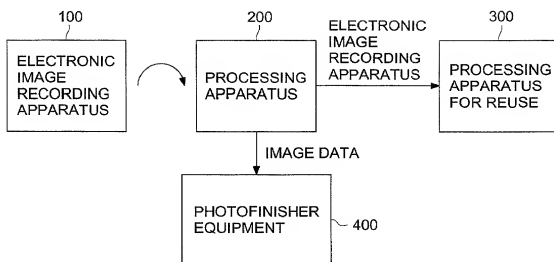 100
200
300
ELECTRONIC
IMAGE
RECORDING
APPARATUS
PROCESSING
APPARATUS
ELECTRONIC
IMAGE
RECORDING
APPARATUS
PROCESSING
APPARATUS
FOR REUSE
IMAGE DATA
PHOTOFINISHER
EQUIPMENT
400